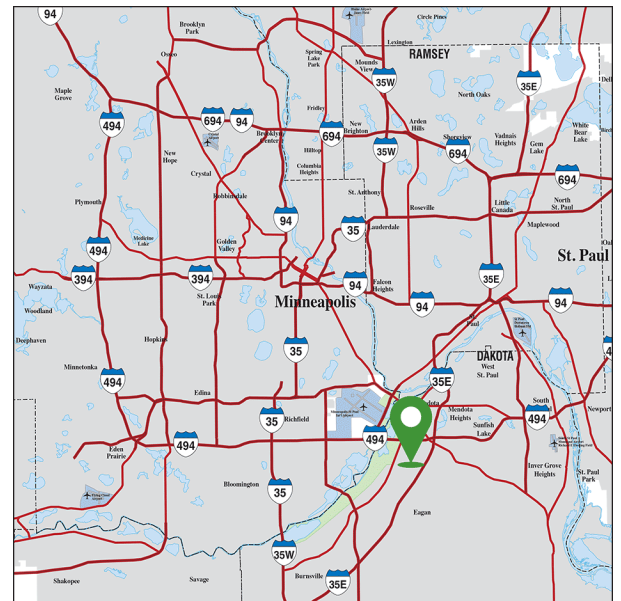 94
Brooklyn
Park
Circle Pines
Osseo
Spring
Lake
Park
Lexington
Mounds
View
RAMSEY
35W
35E
Maple
Grove
North Oaks
494
694
94
Fridley
694
New
Brighton
Arden
Hills
Shoreview
694
Vadnais
Heights
Gem
Lake
White
Bear
Lake
Brooklyn
Center
New
Hope
Hilltop
35W
Crystal
Columbia
Heights
694
Robbinsdale
St. Anthony
Plymouth
94
Roseville
Little
Canada
North
St. Paul
Maplewood
35
Lauderdale
Medicine
Lake
Golden
Valley
494
St. Paul
394
394
35E
94
Falcon
Heights
Wayzata
Woodland
St. Louis
Park
Minneapolis
94
94
St
Paul
Deephaven
Hopkins
35
DAKOTA
West
St. Paul
Minnetonka
494
35E
Edina
35
Richfield
Mendota
Heights
South
494
Newport
Sunfish
Lake
494
494
Eden
Prairie
Inver Grove
Heights
St. Paul
Park
Bloomington
35
Eagan
35W
Shakopee
Savage
Burnsville
35E